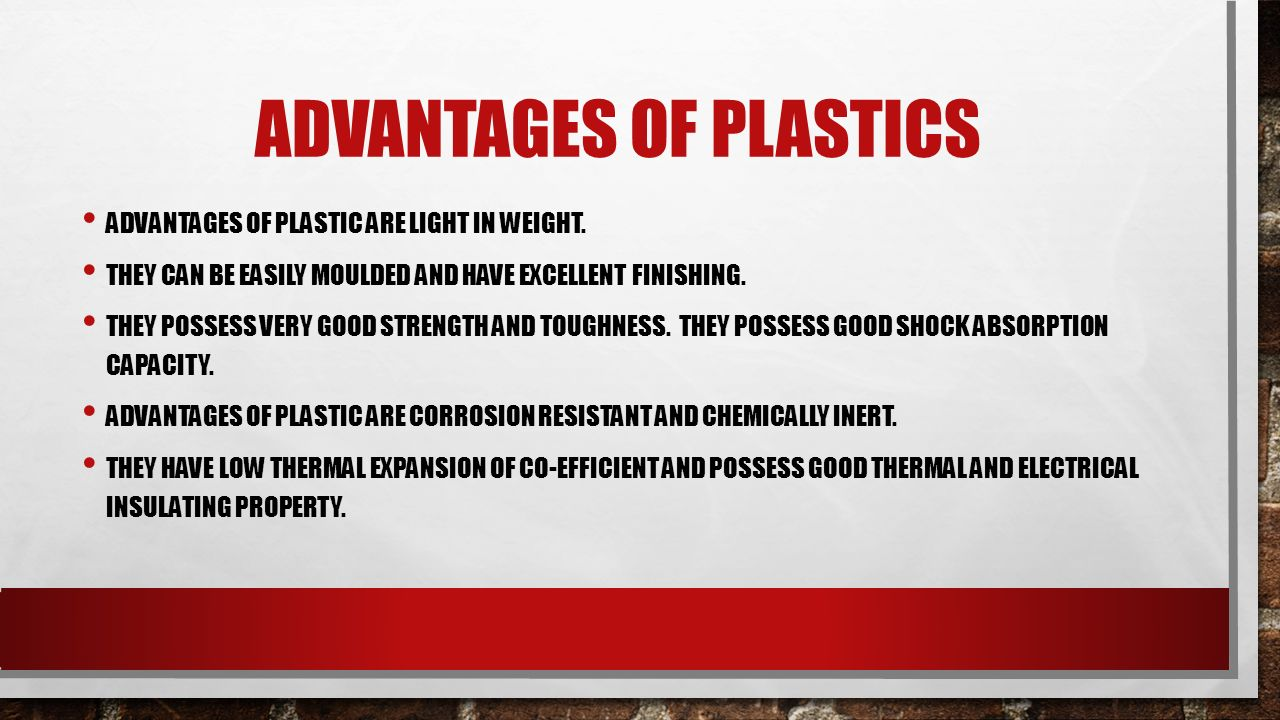 ADVANTAGES OF PLASTICS
• ADVANTAGES OF PLASTIC ARE LIGHT IN WEIGHT.
• THEY CAN BE EASILY MOULDED AND HAVE EXCELLENT FINISHING.
• THEY POSSESS VERY GOOD STRENGTH AND TOUGHNESS. THEY POSSESS GOOD SHOCK ABSORPTION
CAPACITY.
• ADVANTAGES OF PLASTIC ARE CORROSION RESISTANT AND CHEMICALLY INERT.
• THEY HAVE LOW THERMAL EXPANSION OF CO-EFFICIENT AND POSSESS GOOD THERMAL AND ELECTRICAL
INSULATING PROPERTY.